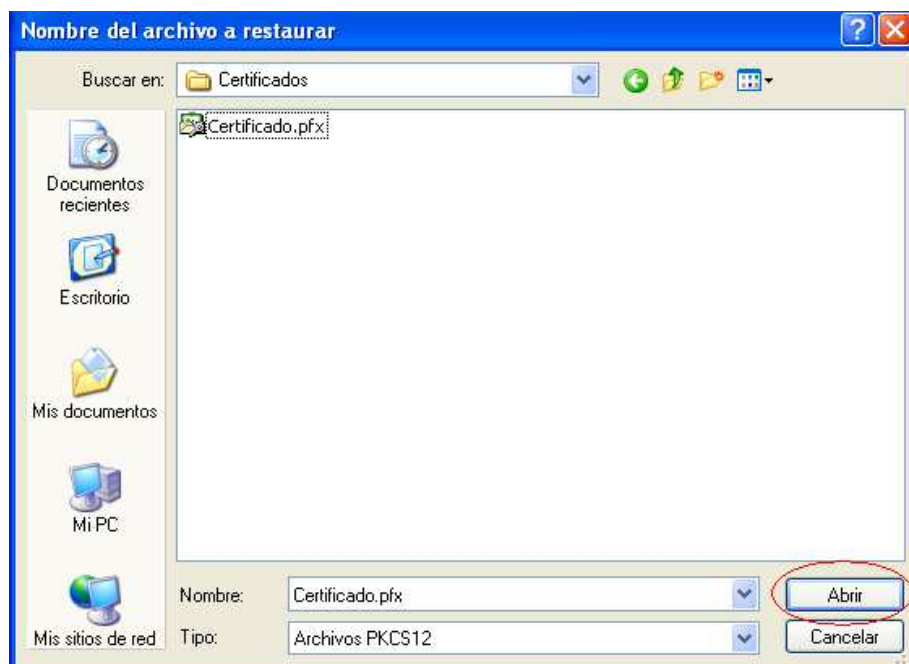 Nombre del archivo a restaurar
Buscar en: Certificados
Certificado.pfx
Documentos
recientes
Escritorio
Mis documentos
Mi PC
Mis sitios de red
Nombre: Certificado.pfx Abrir
Tipo: Archivos PKCS12 Cancelar